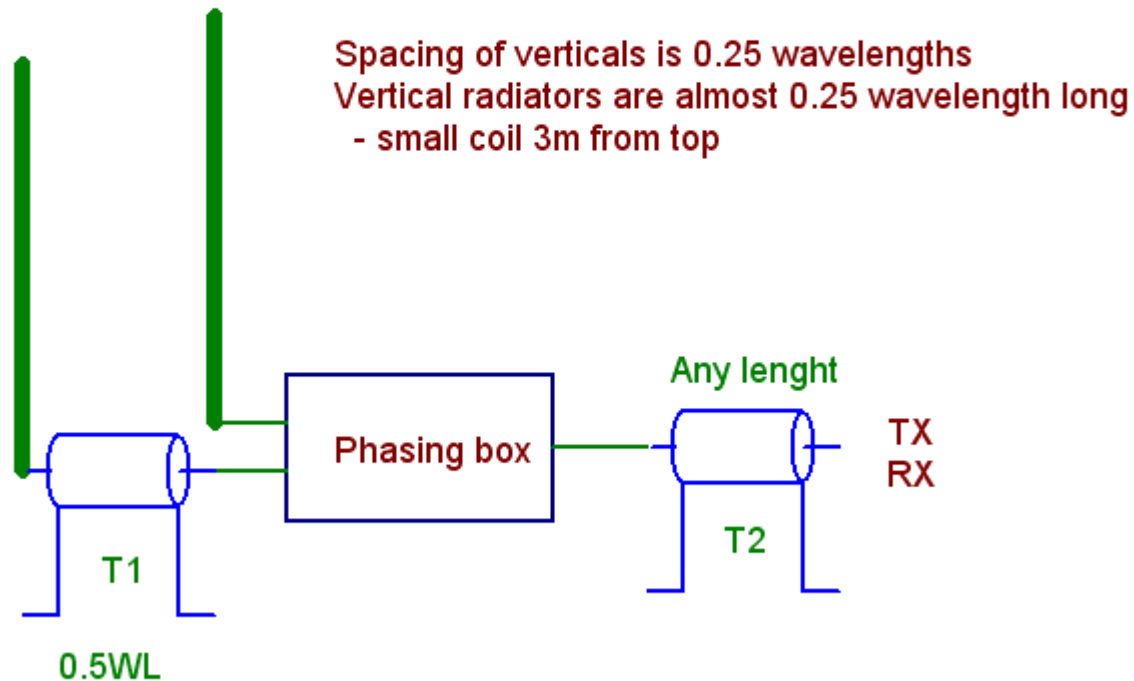 Spacing of verticals is 0.25 wavelengths
Vertical radiators are almost 0.25 wavelength long
- small coil 3m from top
Any lenght
Phasing box
TX
RX
T1
T2
0.5WL